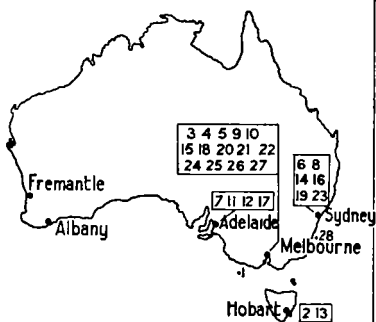 3 4 5 9 10
15 18 20 21 22
24 25 26 27
6 8
14 16
19 23
Fremantle
7 11 12 17
Sydney
Adelaide
Albany
28
Melbourne
1
Hobart
2 13